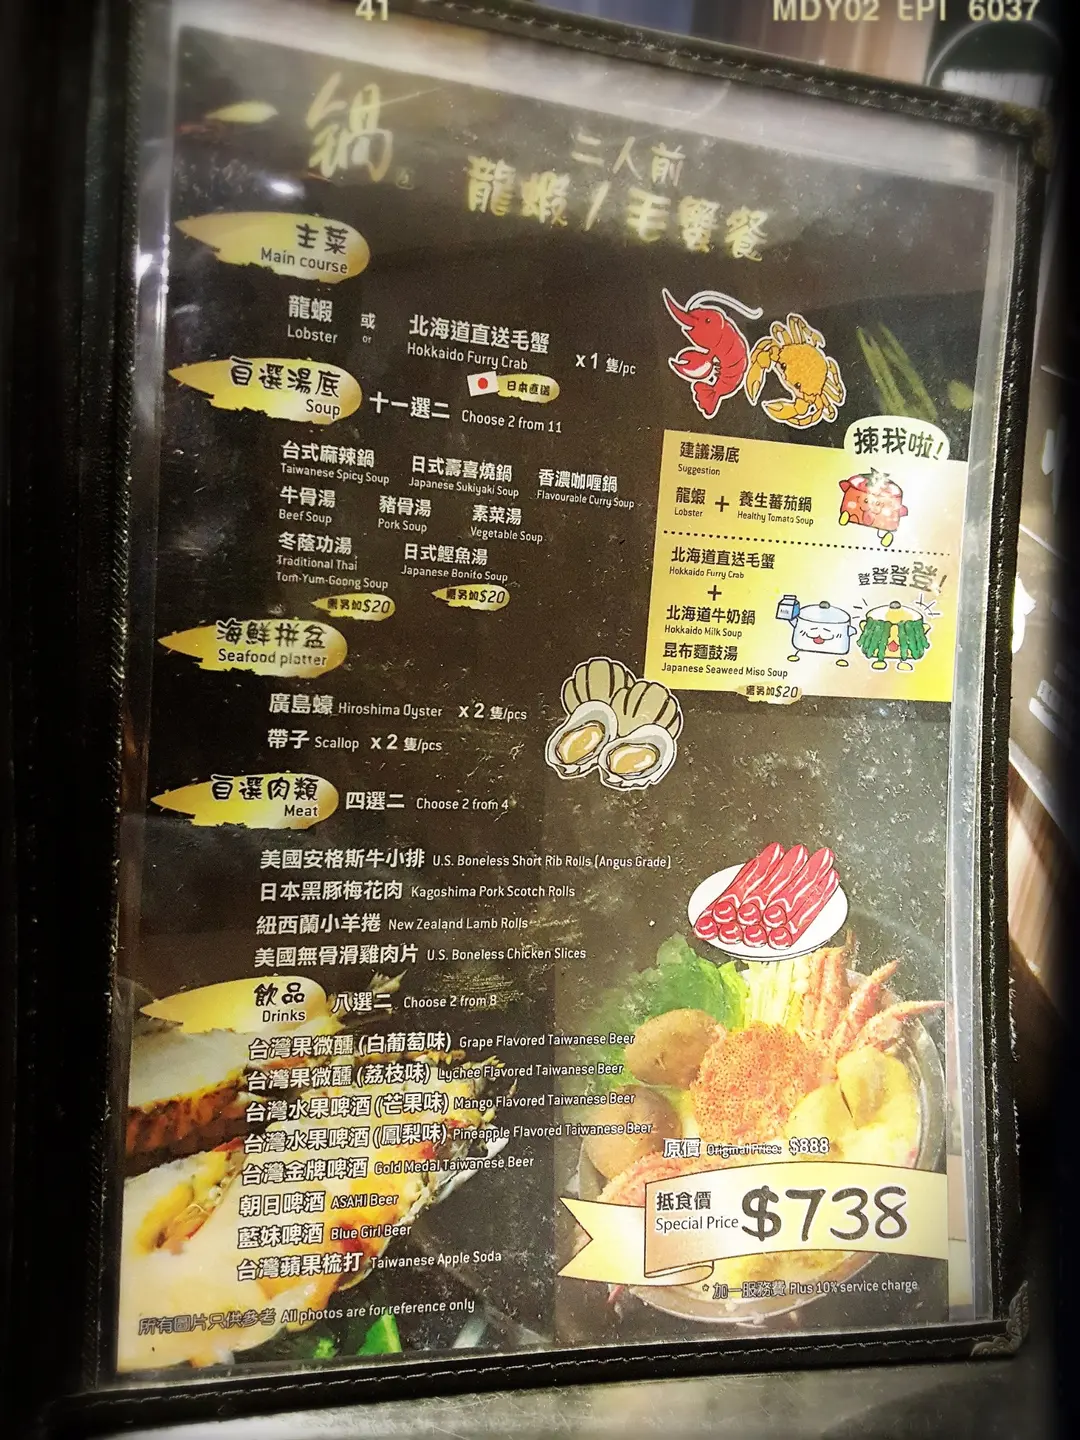 41
MDY02 EPI 6037
鍋
二人前
龍蝦 / 毛蟹餐
主菜
Main course
龍蝦 或 北海道直送毛蟹 x 1 隻/pc
Lobster or Hokkaido Furry Crab
日本直送
自選湯底
Soup
十一選二 Choose 2 from 11
台式麻辣鍋 日式壽喜燒鍋 香濃咖喱鍋
Taiwanese Spicy Soup Japanese Sukiyaki Soup Flavourable Curry Soup
牛骨湯 豬骨湯 素菜湯
Beef Soup Pork Soup Vegetable Soup
冬蔭功湯 日式鰹魚湯
Traditional Thai Japanese Bonito Soup
Tom-Yum-Goong Soup
需另加$20 需另加$20
揀我啦!
建議湯底
Suggestion
龍蝦 + 養生蕃茄鍋
Lobster Healthy Tomato Soup
北海道直送毛蟹
Hokkaido Furry Crab
+
登登登登!
北海道牛奶鍋
Hokkaido Milk Soup
昆布麵鼓湯
Japanese Seaweed Miso Soup
需另加$20
海鮮拼盆
Seafood platter
廣島蠔 Hiroshima Oyster x 2 隻/pcs
帶子 Scallop x 2 隻/pcs
自選肉類
Meat
四選二 Choose 2 from 4
美國安格斯牛小排 U.S. Boneless Short Rib Rolls (Angus Grade)
日本黑豚梅花肉 Kagoshima Pork Scotch Rolls
紐西蘭小羊捲 New Zealand Lamb Rolls
美國無骨滑雞肉片 U.S. Boneless Chicken Slices
飲品
Drinks
八選二 Choose 2 from 8
台灣果微醺 (白葡萄味) Grape Flavored Taiwanese Beer
台灣果微醺 (荔枝味) Lychee Flavored Taiwanese Beer
台灣水果啤酒 (芒果味) Mango Flavored Taiwanese Beer
台灣水果啤酒 (鳳梨味) Pineapple Flavored Taiwanese Beer
台灣金牌啤酒 Gold Medal Taiwanese Beer
朝日啤酒 ASAHI Beer
藍妹啤酒 Blue Girl Beer
台灣蘋果梳打 Taiwanese Apple Soda
原價 Original Price: $888
抵食價
Special Price $738
* 加一服務費 Plus 10% service charge
所有圖片只供參考 All photos are for reference only